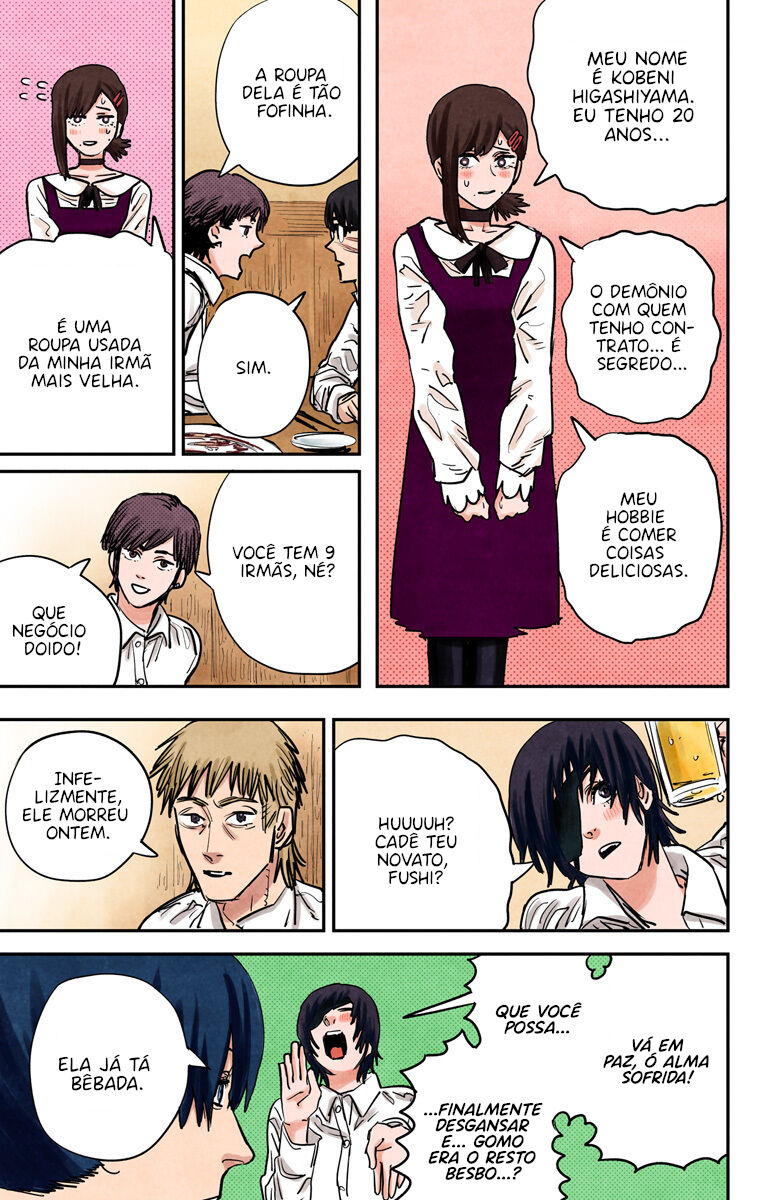 MEU NOME
É KOBENI
HIGASHIYAMA.
EU TENHO 20
ANOS...
O DEMÔNIO
COM QUEM
TENHO CON-
TRATO... É
SEGREDO...
MEU
HOBBIE
É COMER
COISAS
DELICIOSAS.
A ROUPA
DELA É TÃO
FOFINHA.
SIM.
É UMA
ROUPA USADA
DA MINHA IRMÃ
MAIS VELHA.
VOCÊ TEM 9
IRMÃS, NÉ?
QUE
NEGÓCIO
DOIDO!
HUUUUH?
CADÊ TEU
NOVATO,
FUSHI?
INFE-
LIZMENTE,
ELE MORREU
ONTEM.
VÁ EM
PAZ, Ó ALMA
SOFRIDA!
QUE VOCÊ
POSSA...
...FINALMENTE
DESGANSAR
E... GOMO
ERA O RESTO
BESBO...?
ELA JÁ TÁ
BÊBADA.